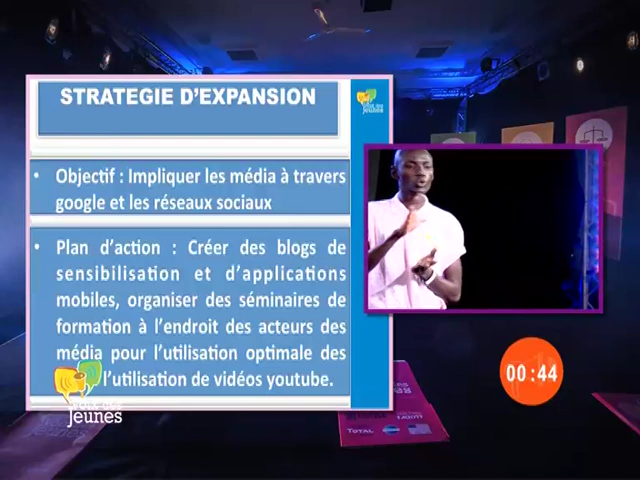 STRATEGIE D'EXPANSION
• Objectif : Impliquer les média à travers
google et les réseaux sociaux
• Plan d'action : Créer des blogs de
sensibilisation et d'applications
mobiles, organiser des séminaires de
formation à l'endroit des acteurs des
média pour l'utilisation optimale des
l'utilisation de vidéos youtube.
Jeunes
Jeunes
00:44
TOTAL